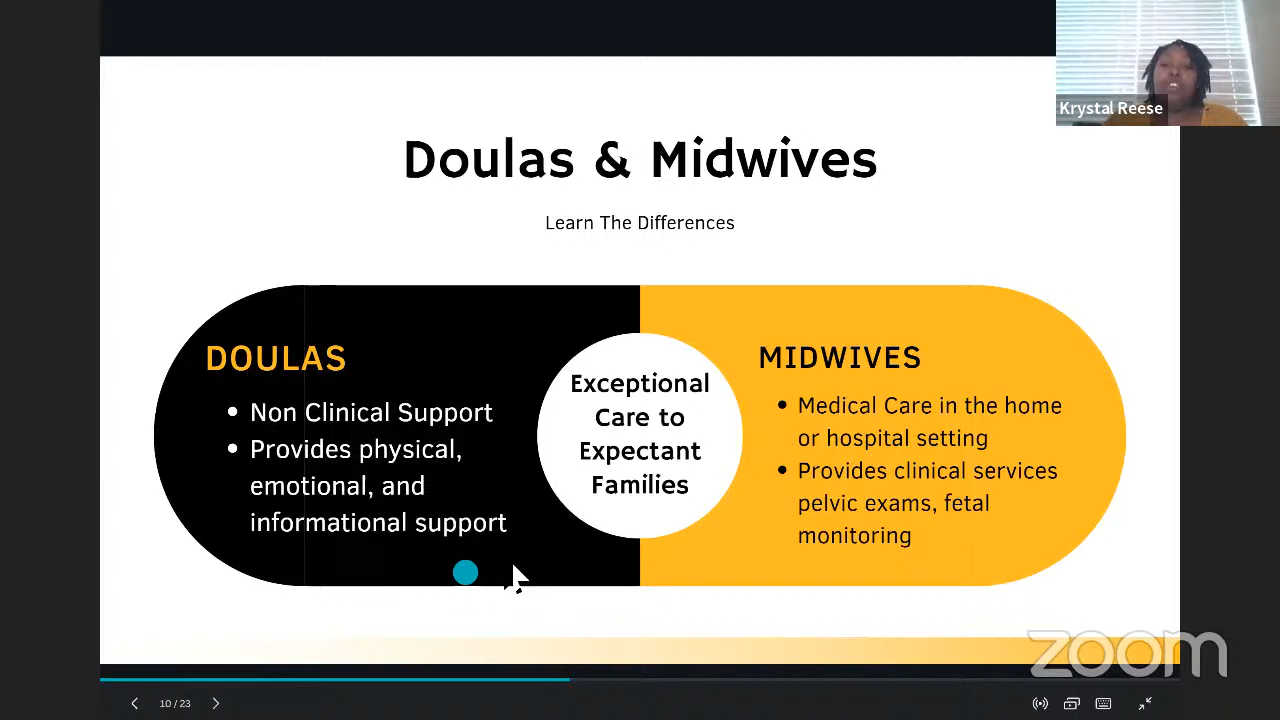 Krystal Reese
Doulas & Midwives
Learn The Differences
DOULAS
Non Clinical Support
Provides physical,
emotional, and
informational support
Exceptional
Care to
Expectant
Families
MIDWIVES
Medical Care in the home
or hospital setting
Provides clinical services
pelvic exams, fetal
monitoring
zoom
10 / 23